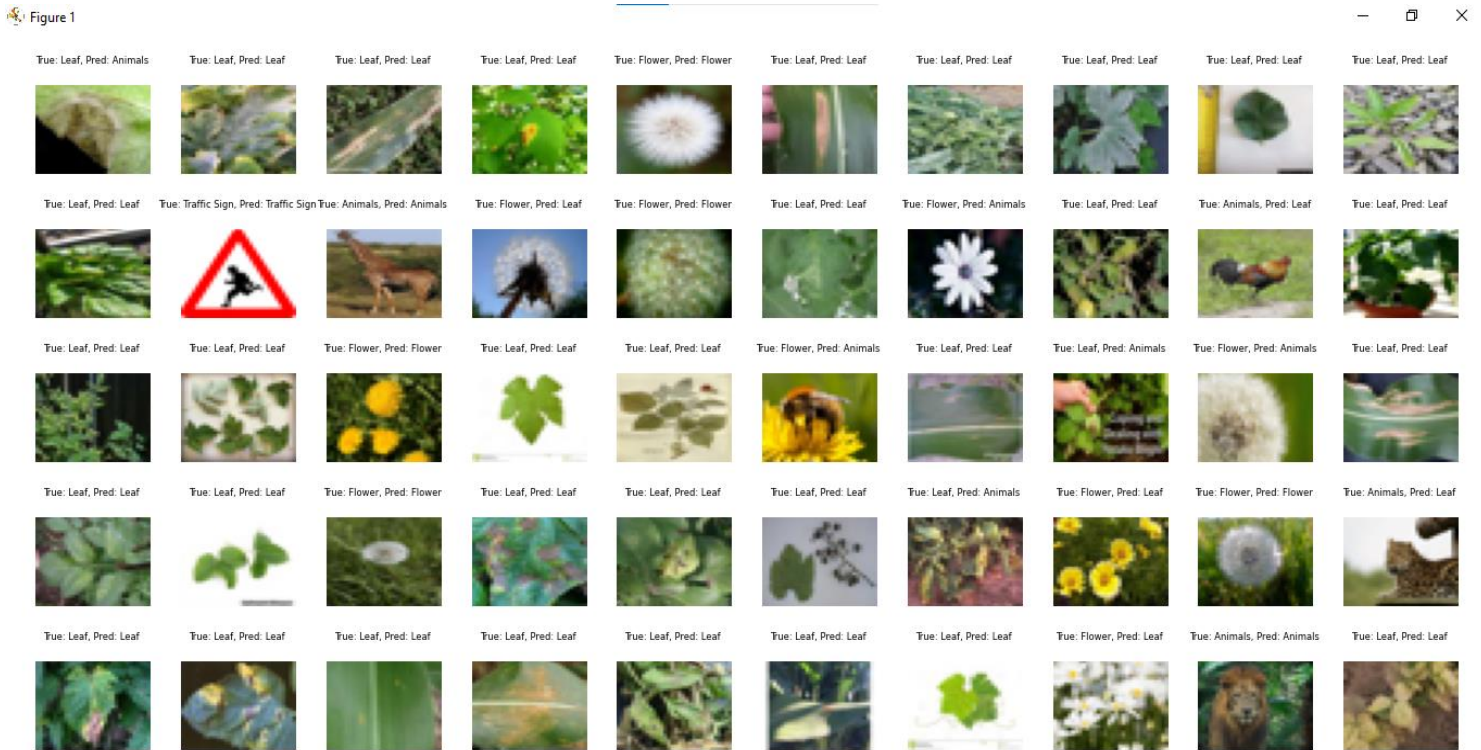 Figure 1
True: Leaf, Pred: Animals True: Leaf, Pred: Leaf True: Leaf, Pred: Leaf True: Leaf, Pred: Leaf True: Flower, Pred: Flower True: Leaf, Pred: Leaf True: Leaf, Pred: Leaf True: Leaf, Pred: Leaf True: Leaf, Pred: Leaf True: Leaf, Pred: Leaf
True: Leaf, Pred: Leaf True: Traffic Sign, Pred: Traffic Sign True: Animals, Pred: Animals True: Flower, Pred: Leaf True: Flower, Pred: Flower True: Leaf, Pred: Leaf True: Flower, Pred: Animals True: Leaf, Pred: Leaf True: Animals, Pred: Leaf True: Leaf, Pred: Leaf
True: Leaf, Pred: Leaf True: Leaf, Pred: Leaf True: Flower, Pred: Flower True: Leaf, Pred: Leaf True: Leaf, Pred: Leaf True: Flower, Pred: Animals True: Leaf, Pred: Leaf True: Leaf, Pred: Animals True: Flower, Pred: Animals True: Leaf, Pred: Leaf
True: Leaf, Pred: Leaf True: Leaf, Pred: Leaf True: Flower, Pred: Flower True: Leaf, Pred: Leaf True: Leaf, Pred: Leaf True: Leaf, Pred: Leaf True: Leaf, Pred: Animals True: Flower, Pred: Leaf True: Flower, Pred: Flower True: Animals, Pred: Leaf
True: Leaf, Pred: Leaf True: Leaf, Pred: Leaf True: Leaf, Pred: Leaf True: Leaf, Pred: Leaf True: Leaf, Pred: Leaf True: Leaf, Pred: Leaf True: Leaf, Pred: Leaf True: Flower, Pred: Leaf True: Animals, Pred: Animals True: Leaf, Pred: Leaf